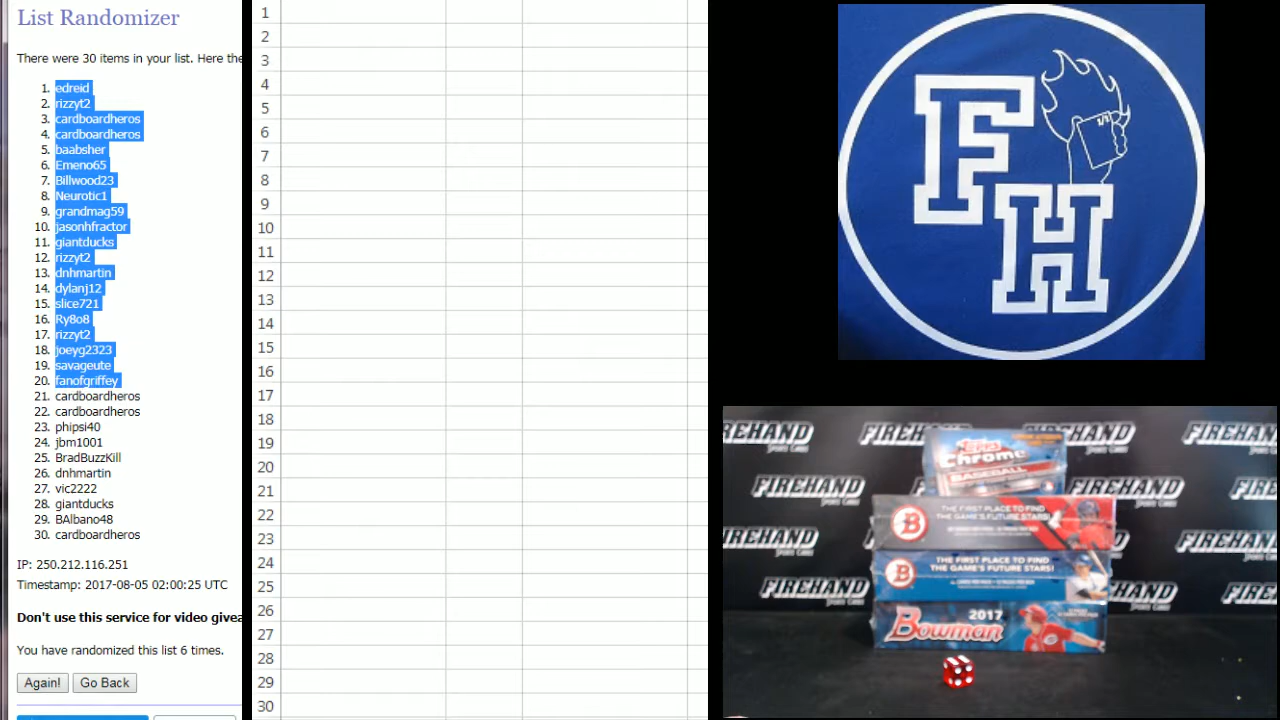 List Randomizer
There were 30 items in your list. Here the
1. edreid
2. rizzyt2
3. cardboardheros
4. cardboardheros
5. baabsher
6. Emeno65
7. Billwood23
8. Neurotic1
9. grandmag59
10. jasonhfractor
11. giantducks
12. rizzyt2
13. dnhmartin
14. dylanj12
15. slice721
16. Ry8o8
17. rizzyt2
18. joeyg2323
19. savageute
20. fanofgriffey
21. cardboardheros
22. cardboardheros
23. phipsi40
24. jbm1001
25. BradBuzzKill
26. dnhmartin
27. vic2222
28. giantducks
29. BAlbano48
30. cardboardheros
IP: 250.212.116.251
Timestamp: 2017-08-05 02:00:25 UTC
Don't use this service for video givea
You have randomized this list 6 times.
Again! Go Back
1
2
3
4
5
6
7
8
9
10
11
12
13
14
15
16
17
18
19
20
21
22
23
24
25
26
27
28
29
30
FH
1/1
FIREHAND
Topps
Chrome
BASEBALL
B
THE FIRST PLACE TO FIND
THE GAME'S FUTURE STARS!
B
THE FIRST PLACE TO FIND
THE GAME'S FUTURE STARS!
2017
Bowman